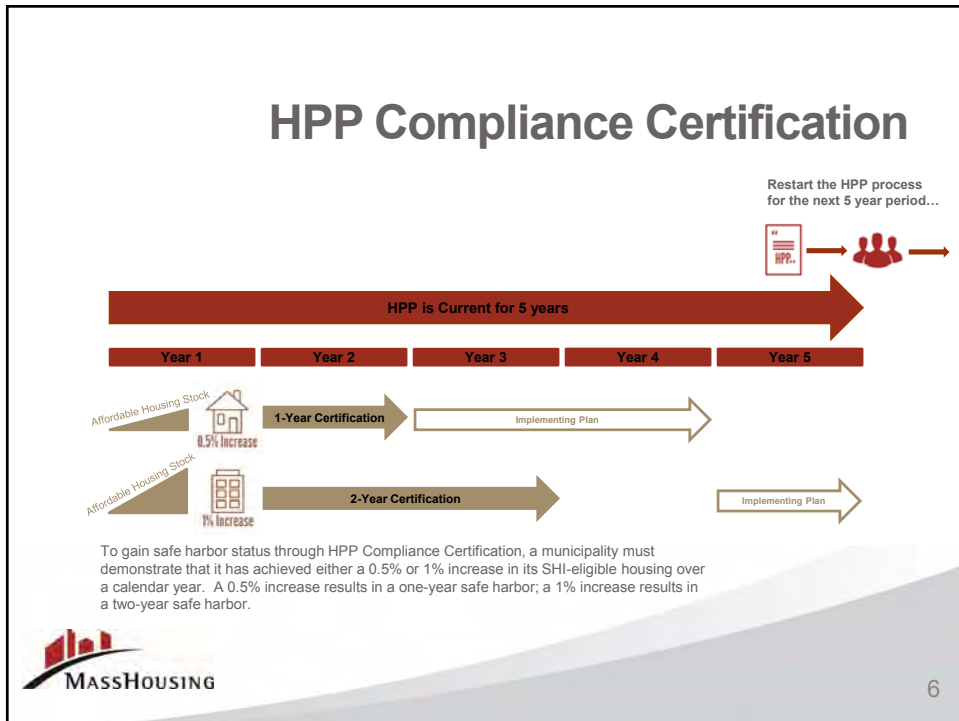 HPP Compliance Certification
Restart the HPP process
for the next 5 year period…
HPP
HPP is Current for 5 years
Year 1 Year 2 Year 3 Year 4 Year 5
Affordable Housing Stock
0.5% Increase
1-Year Certification
Implementing Plan
Affordable Housing Stock
1% Increase
2-Year Certification
Implementing Plan
To gain safe harbor status through HPP Compliance Certification, a municipality must
demonstrate that it has achieved either a 0.5% or 1% increase in its SHI-eligible housing over
a calendar year. A 0.5% increase results in a one-year safe harbor; a 1% increase results in
a two-year safe harbor.
MASSHOUSING
6